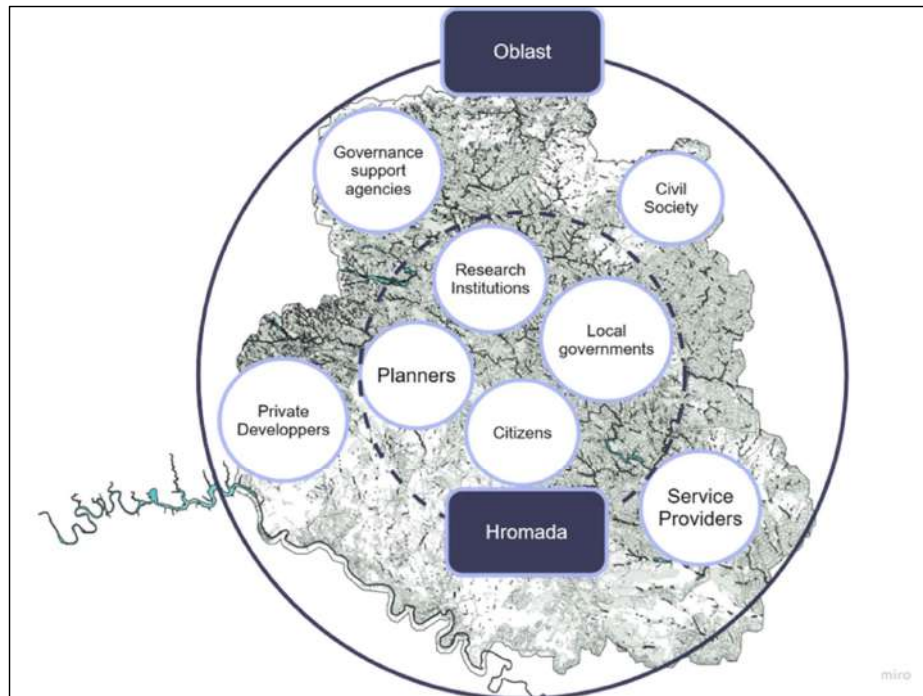 Oblast
Governance
support
agencies
Civil
Society
Research
Institutions
Local
governments
Planners
Private
Developpers
Citizens
Service
Providers
Hromada
miro